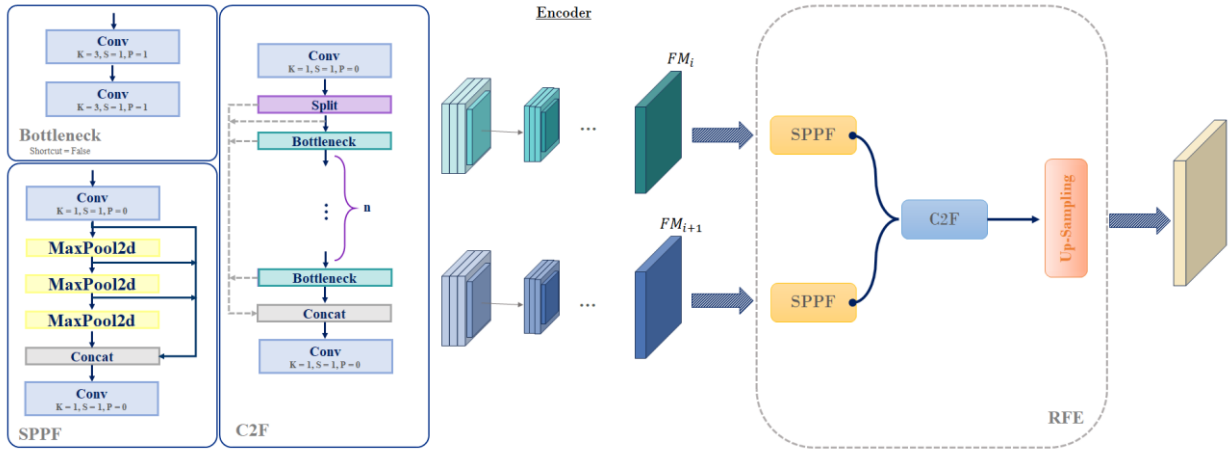 Conv
K = 3, S = 1, P = 1
Conv
K = 3, S = 1, P = 1
Bottleneck
Shortcut = False
Conv
K = 1, S = 1, P = 0
MaxPool2d
MaxPool2d
MaxPool2d
Concat
Conv
K = 1, S = 1, P = 0
SPPF
Conv
K = 1, S = 1, P = 0
Split
Bottleneck
⋮
n
Bottleneck
Concat
Conv
K = 1, S = 1, P = 0
C2F
Encoder
...
FM_i
...
FM_{i+1}
SPPF
SPPF
C2F
Up-Sampling
RFE